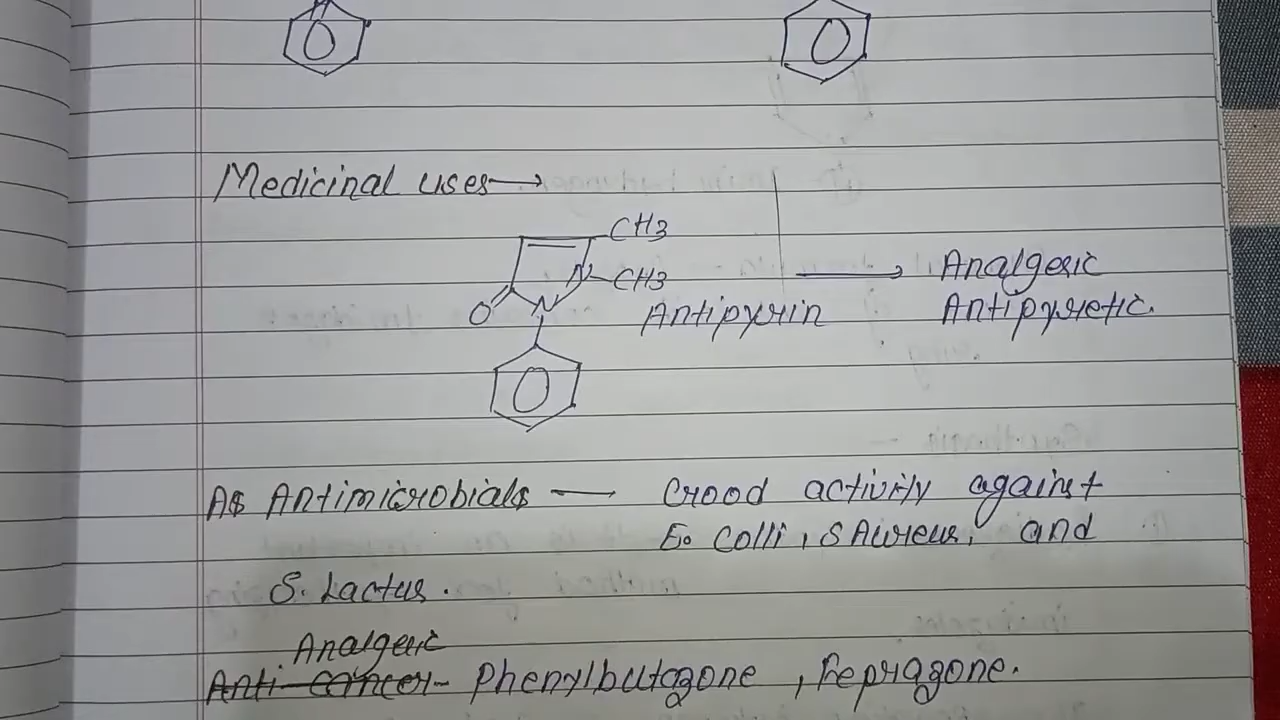 Medicinal uses →
CH3
N-CH3
O N
Antipyrin → Analgesic
Antipyretic.
As Antimicrobials — Good activity against
E. Colli, S Aureus, and
S. Lactus.
Analgesic
Anti cancer - Phenylbutazone, Feprazone.